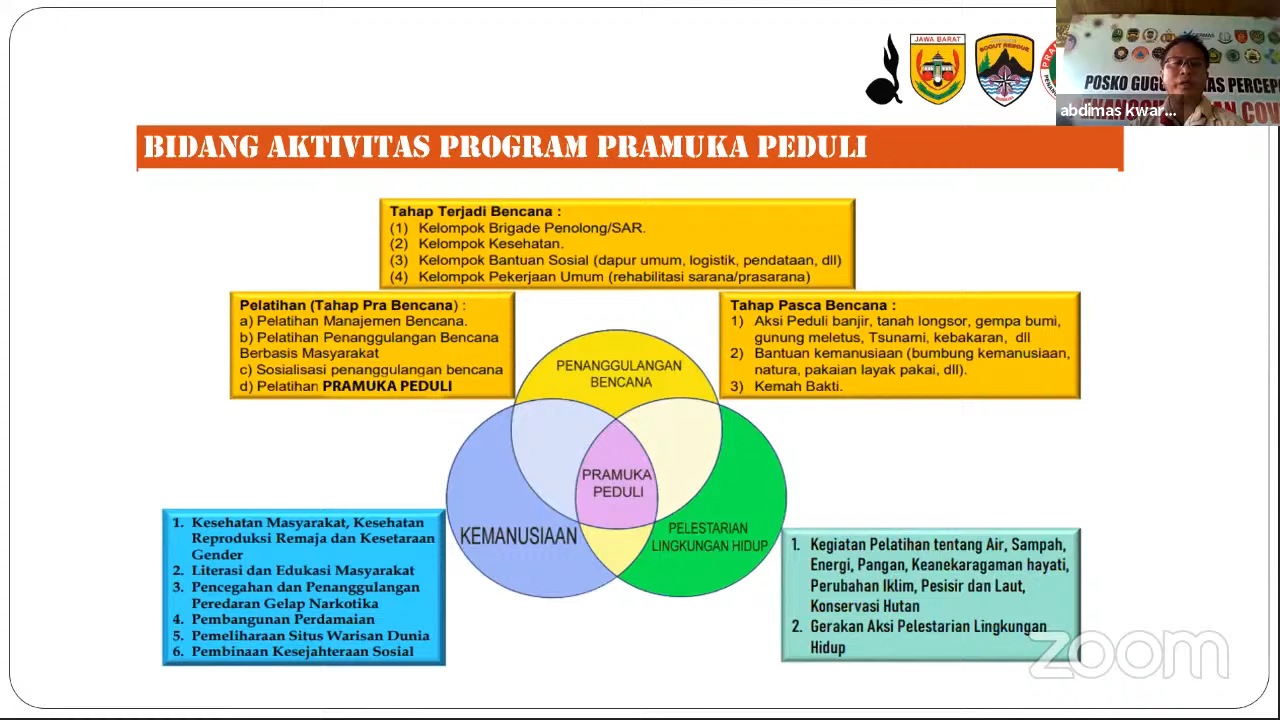 JAWA BARAT
SCOUT RESCUE
POSKO GUGU
AS PERCEP
abdimas kwar...
BIDANG AKTIVITAS PROGRAM PRAMUKA PEDULI
Tahap Terjadi Bencana :
(1) Kelompok Brigade Penolong/SAR.
(2) Kelompok Kesehatan.
(3) Kelompok Bantuan Sosial (dapur umum, logistik, pendataan, dll)
(4) Kelompok Pekerjaan Umum (rehabilitasi sarana/prasarana)
Pelatihan (Tahap Pra Bencana) :
a) Pelatihan Manajemen Bencana.
b) Pelatihan Penanggulangan Bencana
Berbasis Masyarakat
c) Sosialisasi penanggulangan bencana
d) Pelatihan PRAMUKA PEDULI
Tahap Pasca Bencana :
1) Aksi Peduli banjir, tanah longsor, gempa bumi,
gunung meletus, Tsunami, kebakaran, dll
2) Bantuan kemanusiaan (bumbung kemanusiaan,
natura, pakaian layak pakai, dll).
3) Kemah Bakti.
PENANGGULANGAN
BENCANA
PRAMUKA
PEDULI
KEMANUSIAAN
PELESTARIAN
LINGKUNGAN HIDUP
1. Kesehatan Masyarakat, Kesehatan
Reproduksi Remaja dan Kesetaraan
Gender
2. Literasi dan Edukasi Masyarakat
3. Pencegahan dan Penanggulangan
Peredaran Gelap Narkotika
4. Pembangunan Perdamaian
5. Pemeliharaan Situs Warisan Dunia
6. Pembinaan Kesejahteraan Sosial
1. Kegiatan Pelatihan tentang Air, Sampah,
Energi, Pangan, Keanekaragaman hayati,
Perubahan Iklim, Pesisir dan Laut,
Konservasi Hutan
2. Gerakan Aksi Pelestarian Lingkungan
Hidup
zoom